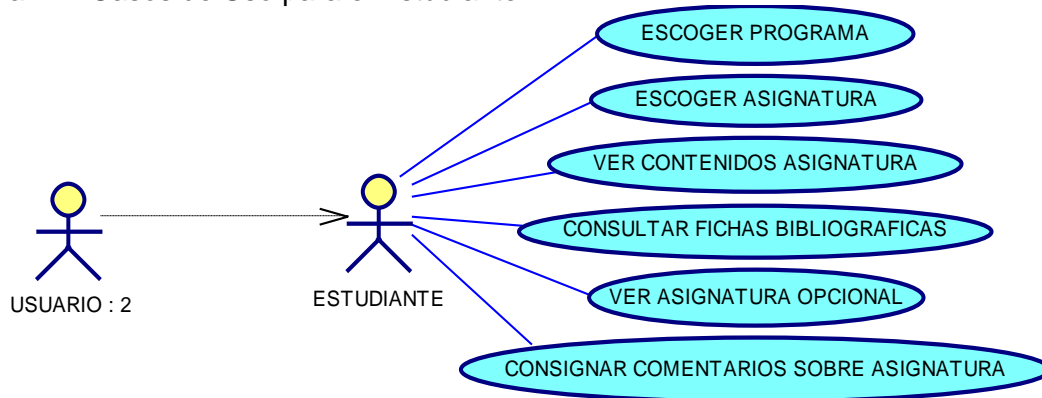 ESCOGER PROGRAMA
ESCOGER ASIGNATURA
VER CONTENIDOS ASIGNATURA
CONSULTAR FICHAS BIBLIOGRAFICAS
VER ASIGNATURA OPCIONAL
CONSIGNAR COMENTARIOS SOBRE ASIGNATURA
USUARIO : 2
ESTUDIANTE